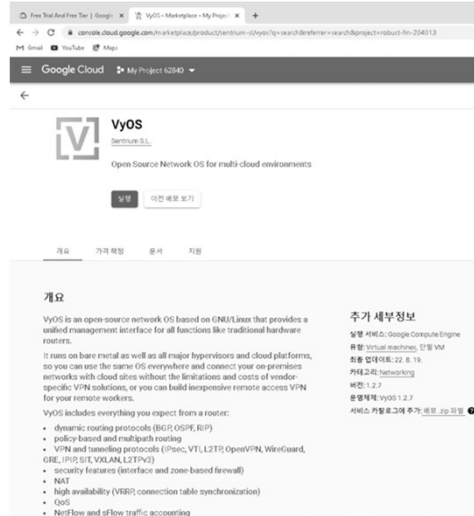 Free Trial And Free Tier | Google
VyOS – Marketplace – My Proje
console.cloud.google.com/marketplace/product/sentrium-sl/vyos?q=search&referrer=search&project=robust-fin-204013
Gmail YouTube Maps
Google Cloud My Project 62840
VyOS
Sentrium S.L.
Open Source Network OS for multi-cloud environments
실행 이전 배포 보기
개요 가격 책정 문서 지원
개요
VyOS is an open-source network OS based on GNU/Linux that provides a
unified management interface for all functions like traditional hardware
routers.
It runs on bare metal as well as all major hypervisors and cloud platforms,
so you can use the same OS everywhere and connect your on-premises
networks with cloud sites without the limitations and costs of vendor-
specific VPN solutions, or you can build inexpensive remote access VPN
for your remote workers.
VyOS includes everything you expect from a router:
• dynamic routing protocols (BGP, OSPF, RIP)
• policy-based and multipath routing
• VPN and tunneling protocols (IPsec, VTI, L2TP, OpenVPN, WireGuard,
GRE, IPIP, SIT, VXLAN, L2TPv3)
• security features (interface and zone-based firewall)
• NAT
• high availability (VRRP, connection table synchronization)
• QoS
• NetFlow and sFlow traffic accounting
추가 세부정보
실행 서비스: Google Compute Engine
유형: Virtual machines, 단일 VM
최종 업데이트: 22. 8. 19.
카테고리: Networking
버전: 1.2.7
운영체제: VyOS 1.2.7
서비스 카탈로그에 추가: 배포 .zip 파일